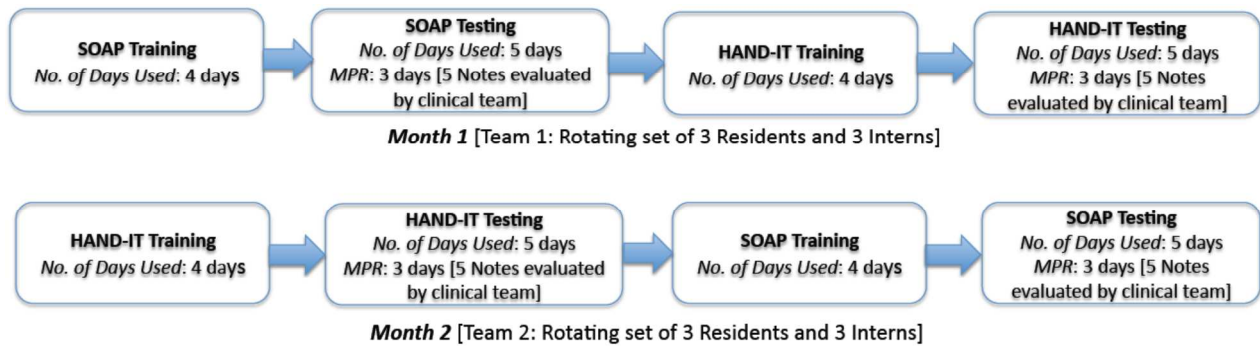 SOAP Training
No. of Days Used: 4 days
SOAP Testing
No. of Days Used: 5 days
MPR: 3 days [5 Notes evaluated
by clinical team]
HAND-IT Training
No. of Days Used: 4 days
HAND-IT Testing
No. of Days Used: 5 days
MPR: 3 days [5 Notes
evaluated by clinical team]
Month 1 [Team 1: Rotating set of 3 Residents and 3 Interns]
HAND-IT Training
No. of Days Used: 4 days
HAND-IT Testing
No. of Days Used: 5 days
MPR: 3 days [5 Notes evaluated
by clinical team]
SOAP Training
No. of Days Used: 4 days
SOAP Testing
No. of Days Used: 5 days
MPR: 3 days [5 Notes
evaluated by clinical team]
Month 2 [Team 2: Rotating set of 3 Residents and 3 Interns]